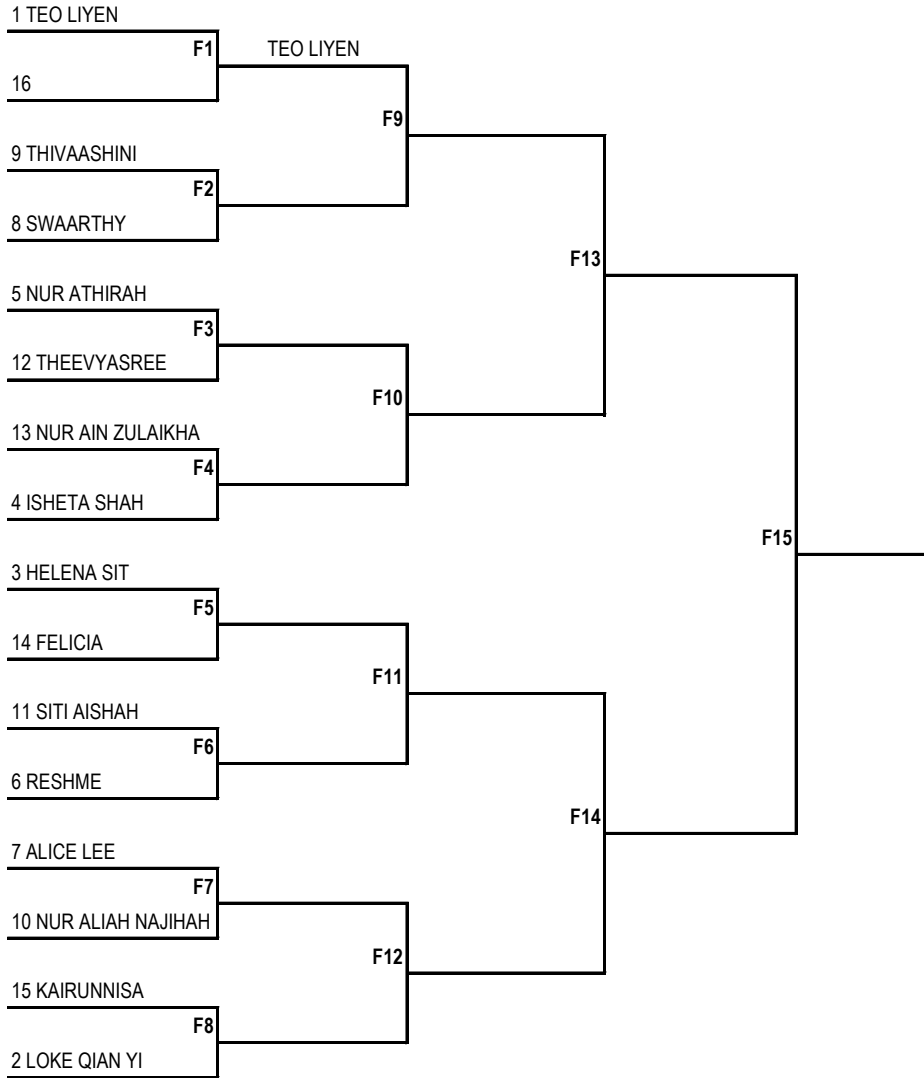 1 TEO LIYEN
F1
TEO LIYEN
16
F9
9 THIVAASHINI
F2
8 SWAARTHY
F13
5 NUR ATHIRAH
F3
12 THEEVYASREE
F10
13 NUR AIN ZULAIKHA
F4
4 ISHETA SHAH
F15
3 HELENA SIT
F5
14 FELICIA
F11
11 SITI AISHAH
F6
6 RESHME
F14
7 ALICE LEE
F7
10 NUR ALIAH NAJIHAH
F12
15 KAIRUNNISA
F8
2 LOKE QIAN YI